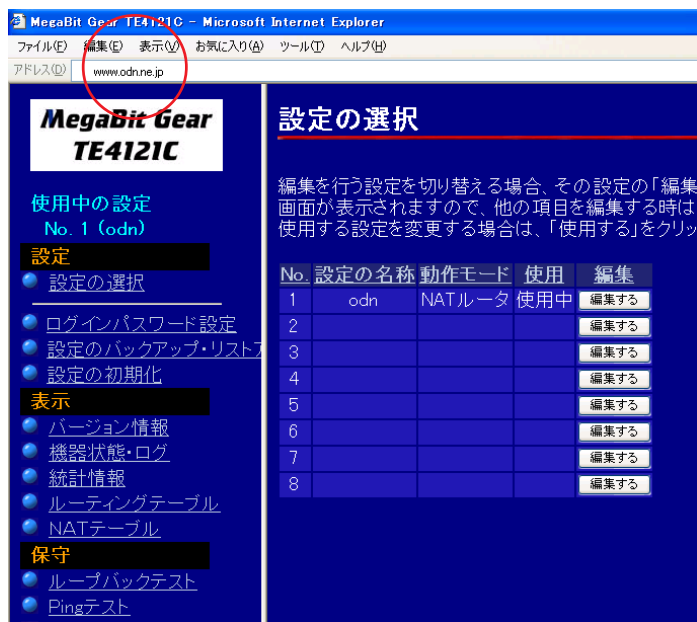 MegaBit Gear TE4121C - Microsoft Internet Explorer
ファイル(F) 編集(E) 表示(V) お気に入り(A) ツール(T) ヘルプ(H)
アドレス(D) www.odn.ne.jp
MegaBit Gear
TE4121C
使用中の設定
No. 1 (odn)
設定
設定の選択
ログインパスワード設定
設定のバックアップ・リストア
設定の初期化
表示
バージョン情報
機器状態・ログ
統計情報
ルーティングテーブル
NATテーブル
保守
ループバックテスト
Pingテスト
設定の選択
編集を行う設定を切り替える場合、その設定の「編集
画面が表示されますので、他の項目を編集する時は
使用する設定を変更する場合は、「使用する」をクリッ
No. 設定の名称 動作モード 使用 編集
1 odn NATルータ 使用中 編集する
2 編集する
3 編集する
4 編集する
5 編集する
6 編集する
7 編集する
8 編集する